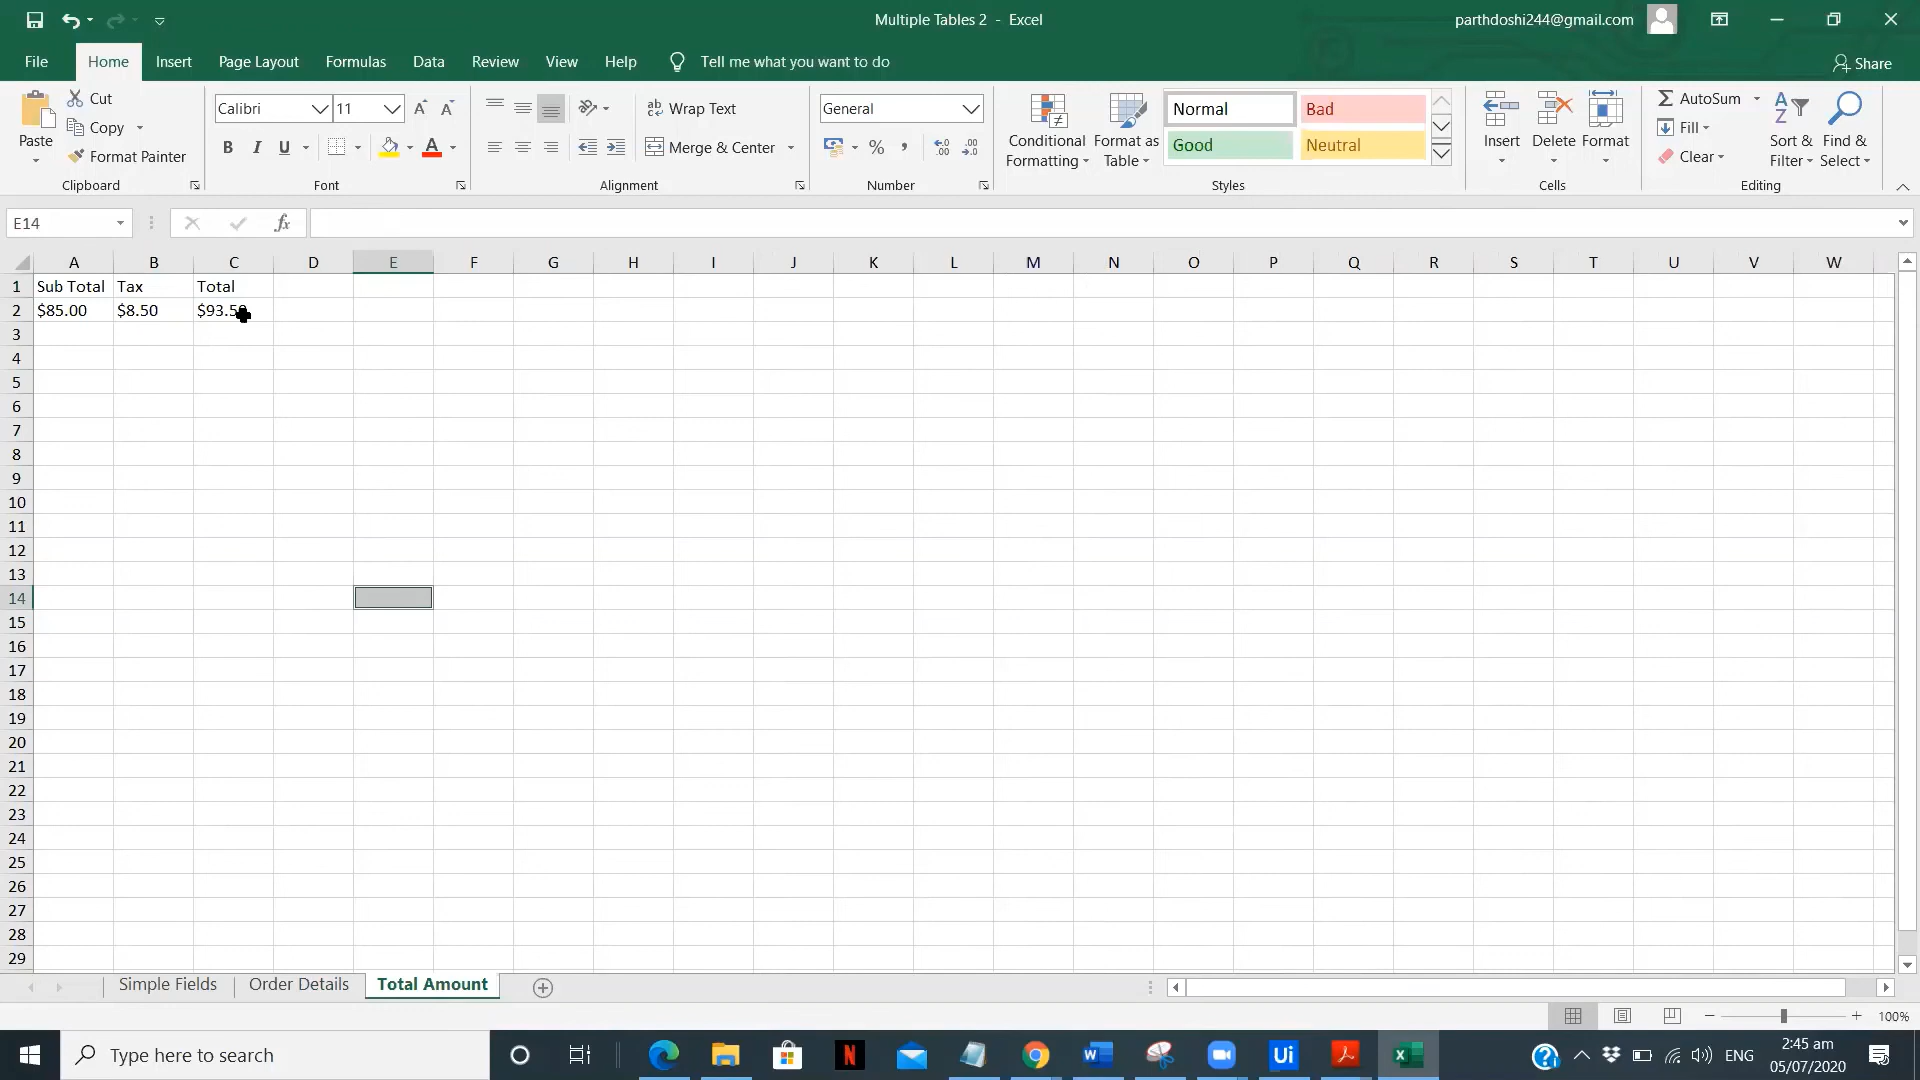 Multiple Tables 2 - Excel
parthdoshi244@gmail.com
File Home Insert Page Layout Formulas Data Review View Help Tell me what you want to do Share
Paste
Cut
Copy
Format Painter
Clipboard
Calibri 11
B I U
Font
Wrap Text
Merge & Center
Alignment
General
Number
Conditional Formatting
Format as Table
Normal Bad
Good Neutral
Styles
Insert Delete Format
Cells
AutoSum
Fill
Clear
Sort & Filter
Find & Select
Editing
E14 fx
A B C D E F G H I J K L M N O P Q R S T U V W
1 Sub Total Tax Total
2 $85.00 $8.50
3
4
5
6
7
8
9
10
11
12
13
14
15
16
17
18
19
20
21
22
23
24
25
26
27
28
29
Simple Fields Order Details Total Amount
100%
Type here to search
ENG
2:45 am
05/07/2020